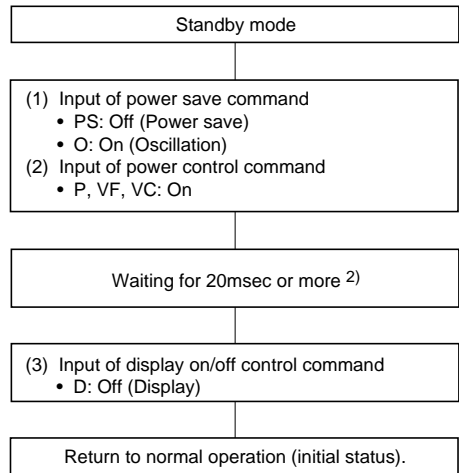 Standby mode
(1) Input of power save command
• PS: Off (Power save)
• O: On (Oscillation)
(2) Input of power control command
• P, VF, VC: On
Waiting for 20msec or more 2)
(3) Input of display on/off control command
• D: Off (Display)
Return to normal operation (initial status).